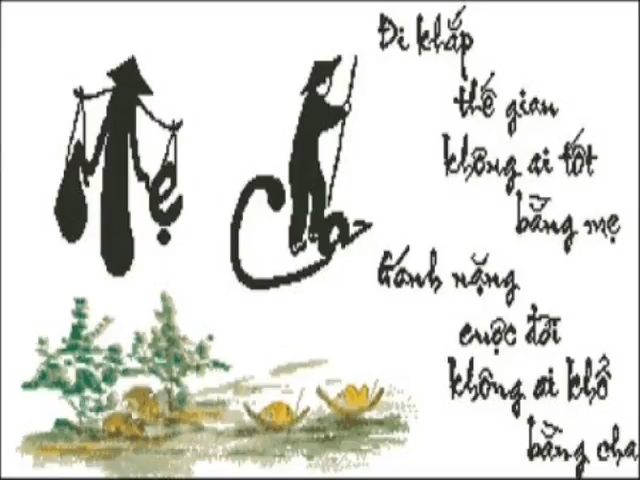 Mẹ Cha
Đi khắp
thế gian
không ai tốt
bằng mẹ
Gánh nặng
cuộc đời
không ai khổ
bằng cha